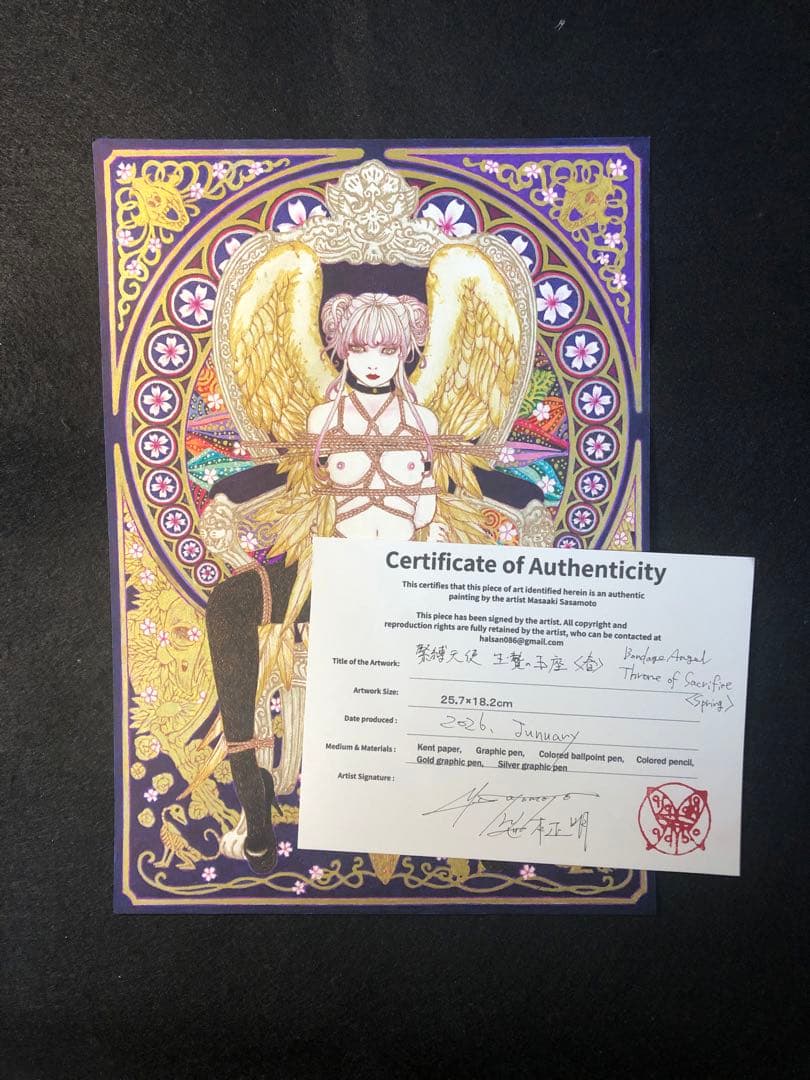 Certificate of Authenticity
This certifies that this piece of art identified herein is an authentic
painting by the artist Masaaki Sasamoto
This piece has been signed by the artist. All copyright and
reproduction rights are fully retained by the artist, who can be contacted at
halsan086@gmail.com
Title of the Artwork: 緊縛天使 生贄の玉座〈春〉 Bondage Angel
Throne of Sacrifice
〈Spring〉
Artwork Size: 25.7×18.2cm
Date produced : 2026. Junuary
Medium & Materials : Kent paper, Graphic pen, Colored ballpoint pen, Colored pencil,
Gold graphic pen, Silver graphic pen
Artist Signature :
正明